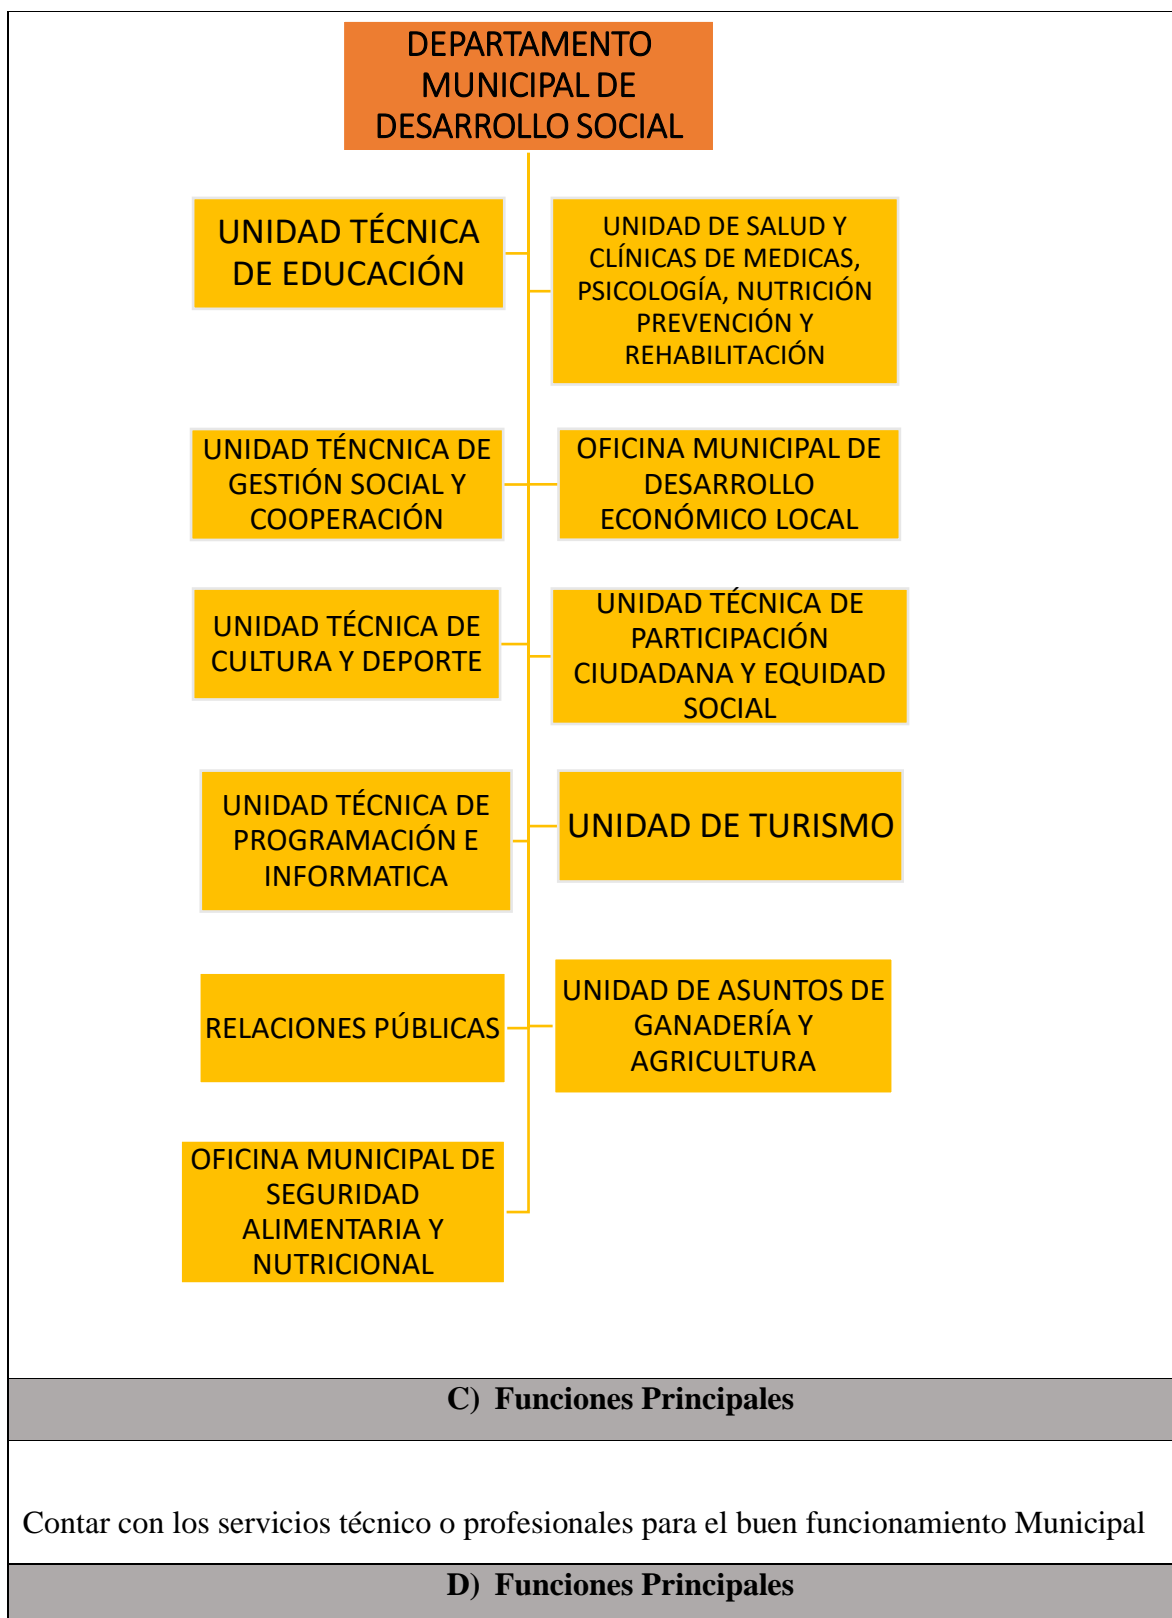 DEPARTAMENTO
MUNICIPAL DE
DESARROLLO SOCIAL
UNIDAD TÉCNICA
DE EDUCACIÓN
UNIDAD DE SALUD Y
CLÍNICAS DE MEDICAS,
PSICOLOGÍA, NUTRICIÓN
PREVENCIÓN Y
REHABILITACIÓN
UNIDAD TÉNCNICA DE
GESTIÓN SOCIAL Y
COOPERACIÓN
OFICINA MUNICIPAL DE
DESARROLLO
ECONÓMICO LOCAL
UNIDAD TÉCNICA DE
CULTURA Y DEPORTE
UNIDAD TÉCNICA DE
PARTICIPACIÓN
CIUDADANA Y EQUIDAD
SOCIAL
UNIDAD TÉCNICA DE
PROGRAMACIÓN E
INFORMATICA
UNIDAD DE TURISMO
RELACIONES PÚBLICAS
UNIDAD DE ASUNTOS DE
GANADERÍA Y
AGRICULTURA
OFICINA MUNICIPAL DE
SEGURIDAD
ALIMENTARIA Y
NUTRICIONAL
C) Funciones Principales
Contar con los servicios técnico o profesionales para el buen funcionamiento Municipal
D) Funciones Principales